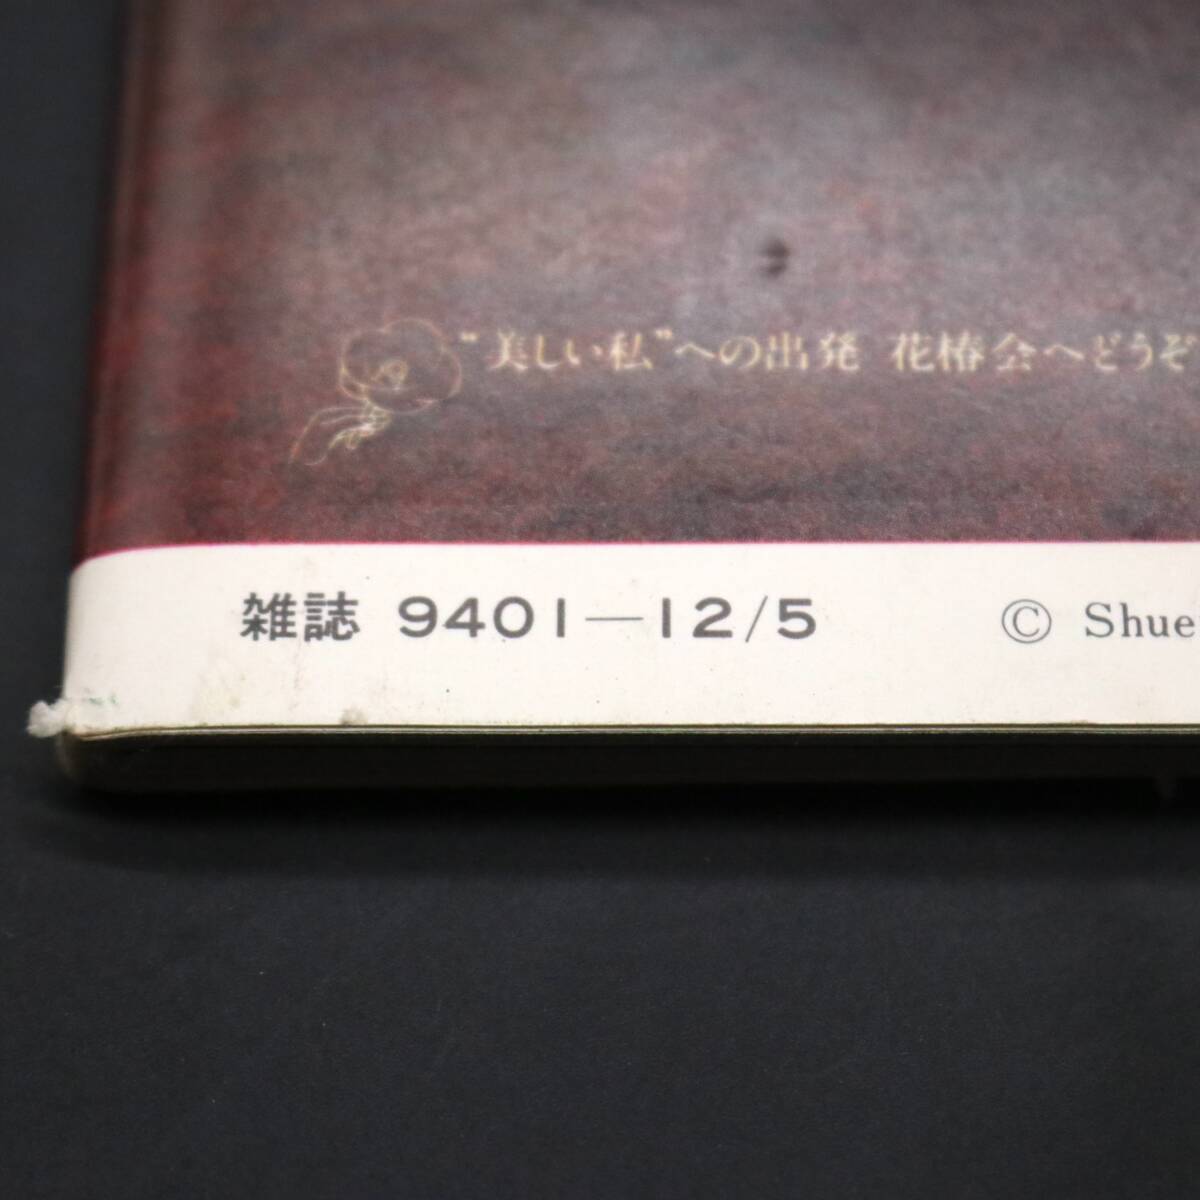 “美しい私”への出発 花椿会へどうぞ
雑誌 9401—12/5 © Shue